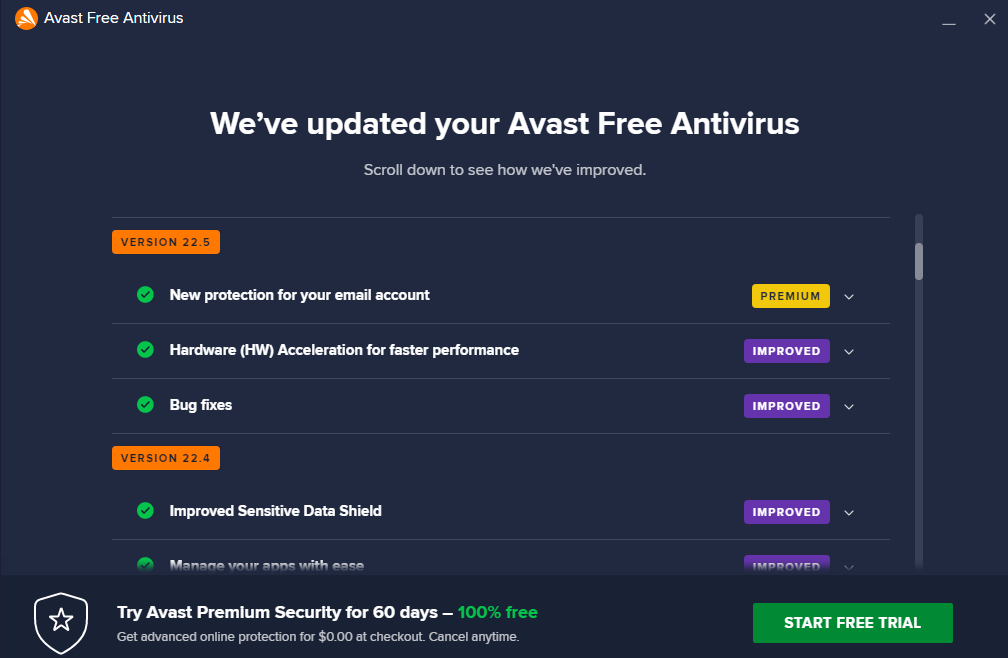 Avast Free Antivirus
We’ve updated your Avast Free Antivirus
Scroll down to see how we've improved.
VERSION 22.5
New protection for your email account PREMIUM
Hardware (HW) Acceleration for faster performance IMPROVED
Bug fixes IMPROVED
VERSION 22.4
Improved Sensitive Data Shield IMPROVED
Manage your apps with ease IMPROVED
Try Avast Premium Security for 60 days – 100% free
Get advanced online protection for $0.00 at checkout. Cancel anytime.
START FREE TRIAL